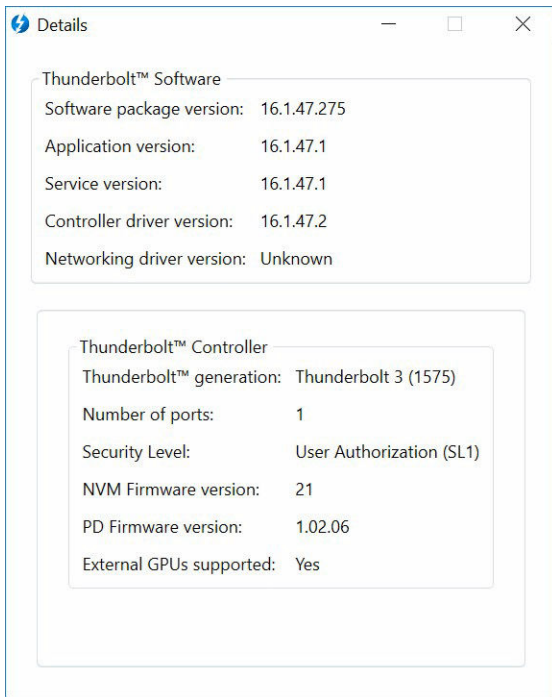 Details
Thunderbolt™ Software
Software package version: 16.1.47.275
Application version: 16.1.47.1
Service version: 16.1.47.1
Controller driver version: 16.1.47.2
Networking driver version: Unknown
Thunderbolt™ Controller
Thunderbolt™ generation: Thunderbolt 3 (1575)
Number of ports: 1
Security Level: User Authorization (SL1)
NVM Firmware version: 21
PD Firmware version: 1.02.06
External GPUs supported: Yes